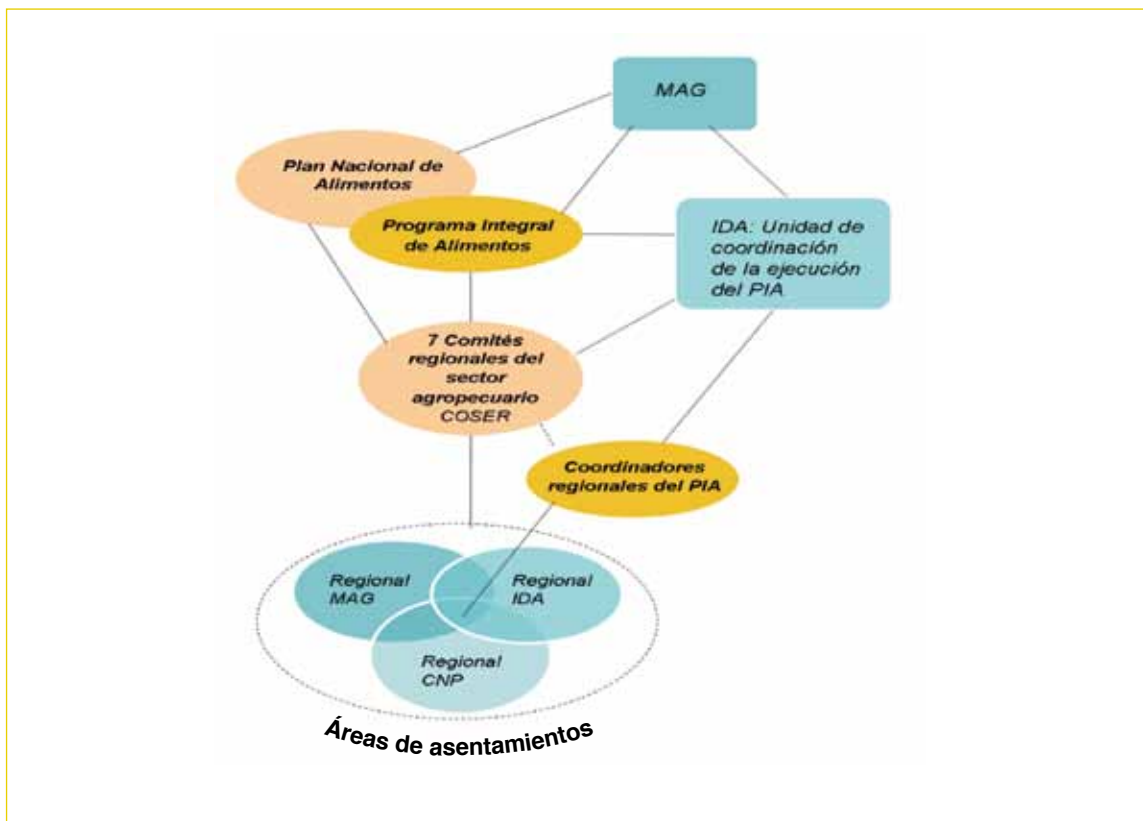 MAG
Plan Nacional de
Alimentos
Programa Integral
de Alimentos
IDA: Unidad de
coordinación
de la ejecución
del PIA
7 Comités
regionales del
sector
agropecuario
COSER
Coordinadores
regionales del PIA
Regional
MAG
Regional
IDA
Regional
CNP
Áreas de asentamientos